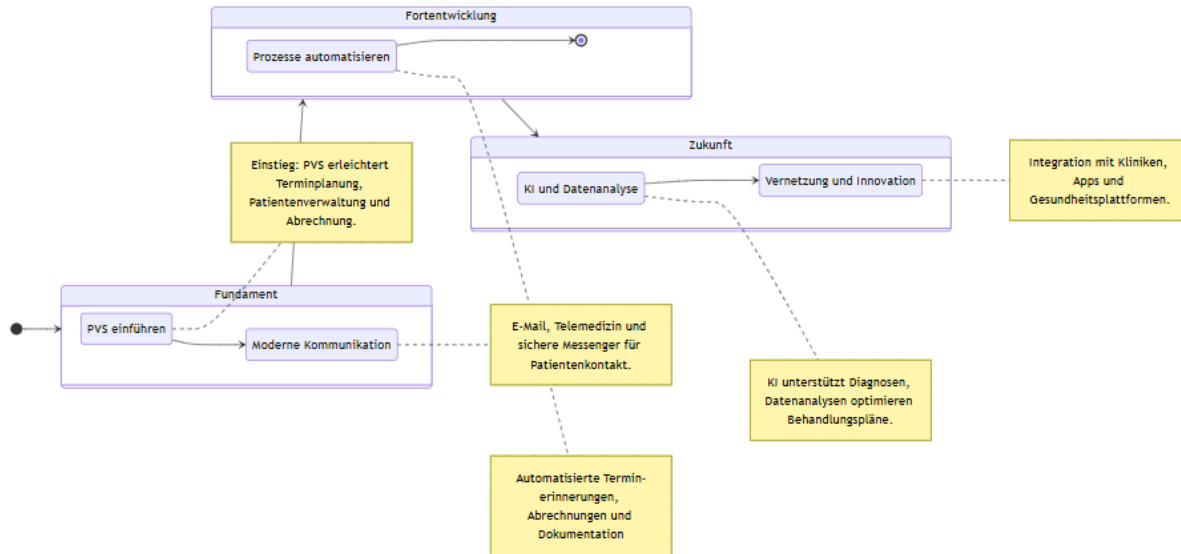 Fortentwicklung
Prozesse automatisieren
Einstieg: PVS erleichtert
Terminplanung,
Patientenverwaltung und
Abrechnung.
Zukunft
KI und Datenanalyse
Vernetzung und Innovation
Integration mit Kliniken,
Apps und
Gesundheitsplattformen.
Fundament
PVS einführen
Moderne Kommunikation
E-Mail, Telemedizin und
sichere Messenger für
Patientenkontakt.
KI unterstützt Diagnosen,
Datenanalysen optimieren
Behandlungspläne.
Automatisierte Termin-
erinnerungen,
Abrechnungen und
Dokumentation